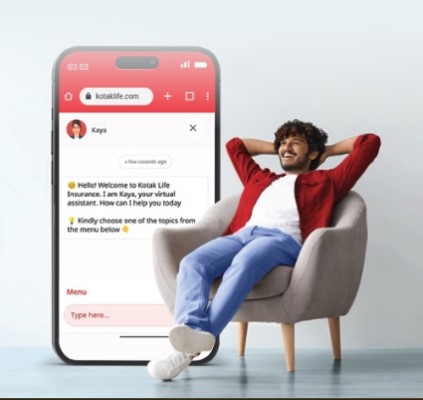 03:03
kotaklife.com
Kaya
a few seconds ago
😊 Hello! Welcome to Kotak Life
Insurance. I am Kaya, your virtual
assistant. How can I help you today
💡 Kindly choose one of the topics from
the menu below 👇
Menu
Type here...